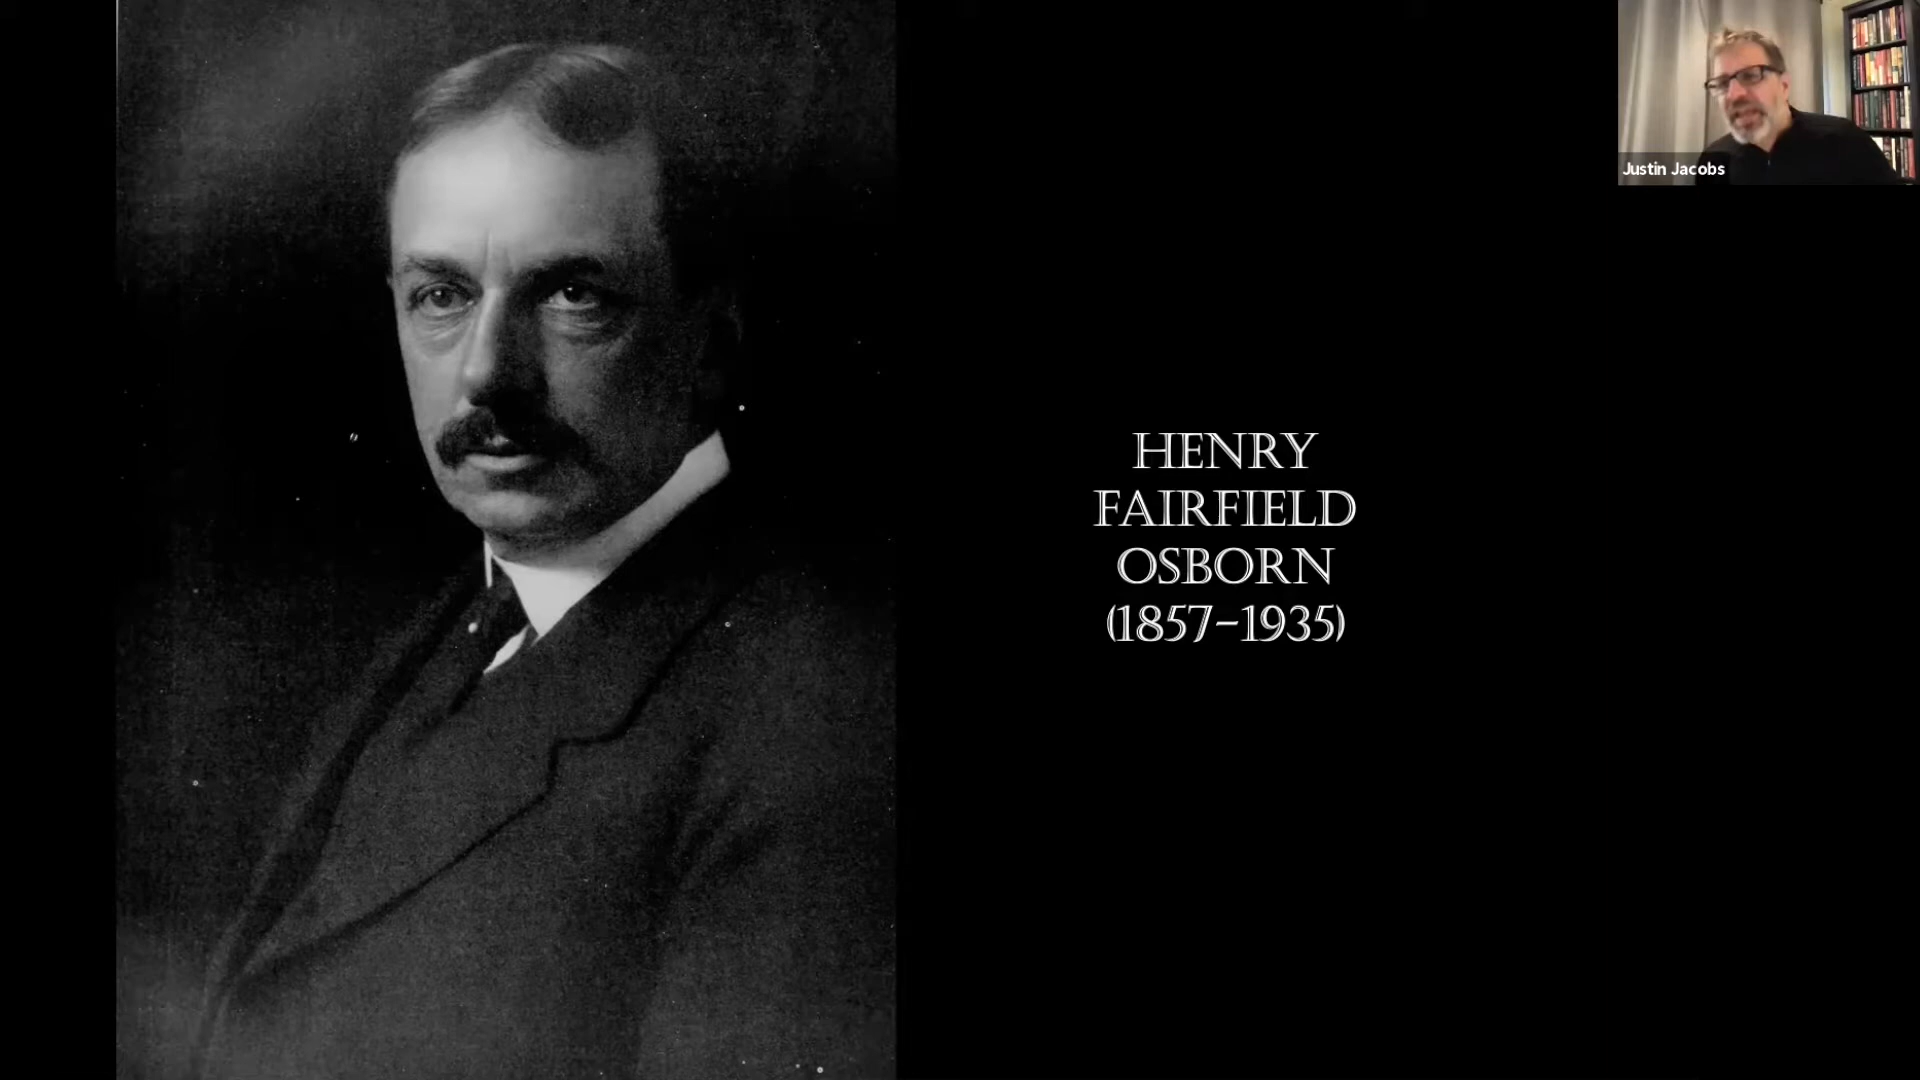 HENRY
FAIRFIELD
OSBORN
(1857–1935)
Justin Jacobs